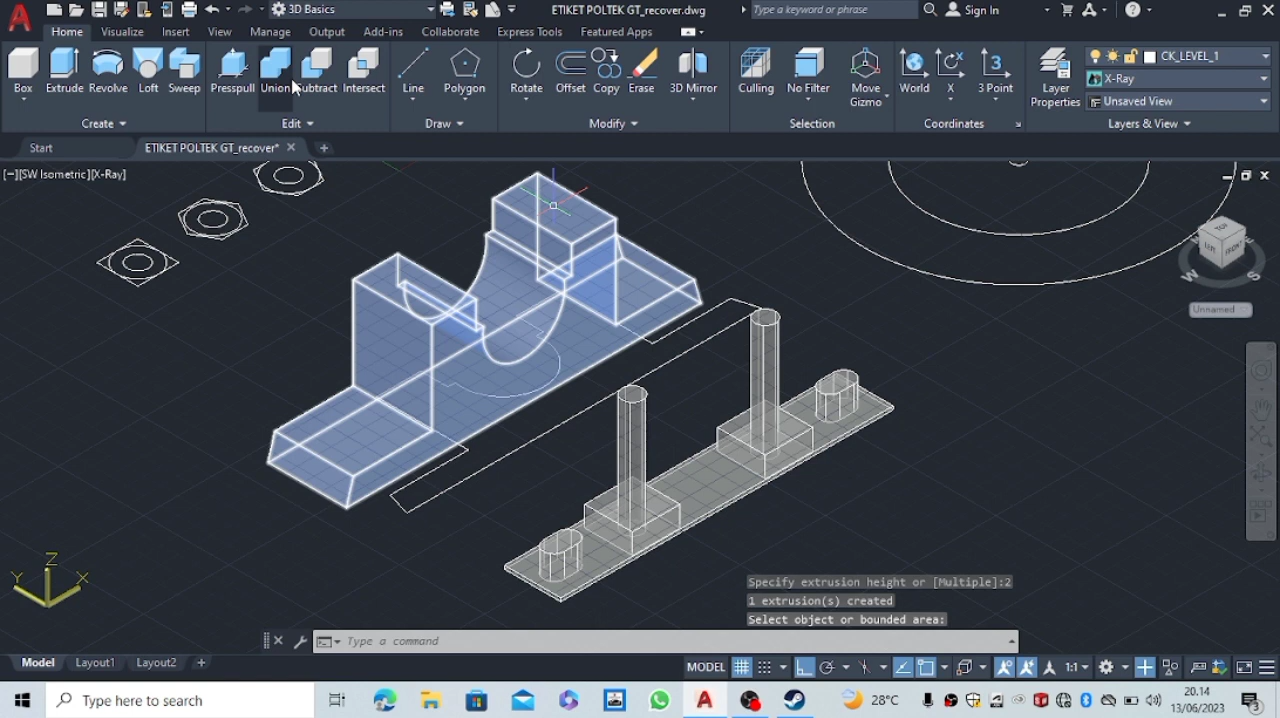 3D Basics
ETIKET POLTEK GT_recover.dwg
Type a keyword or phrase
Sign In
Home
Visualize
Insert
View
Manage
Output
Add-ins
Collaborate
Express Tools
Featured Apps
Box
Extrude
Revolve
Loft
Sweep
Presspull
Union
Subtract
Intersect
Line
Polygon
Rotate
Offset
Copy
Erase
3D Mirror
Culling
No Filter
Move Gizmo
World
X
3 Point
Layer Properties
CK_LEVEL_1
X-Ray
Unsaved View
Create
Edit
Draw
Modify
Selection
Coordinates
Layers & View
Start
ETIKET POLTEK GT_recover*
[−][SW Isometric][X-Ray]
TOP
LEFT
FRONT
W
S
Unnamed
Z
Y
X
Specify extrusion height or [Multiple]:2
1 extrusion(s) created
Select object or bounded area:
Type a command
Model
Layout1
Layout2
MODEL
1:1
Type here to search
28°C
20.14
13/06/2023
3